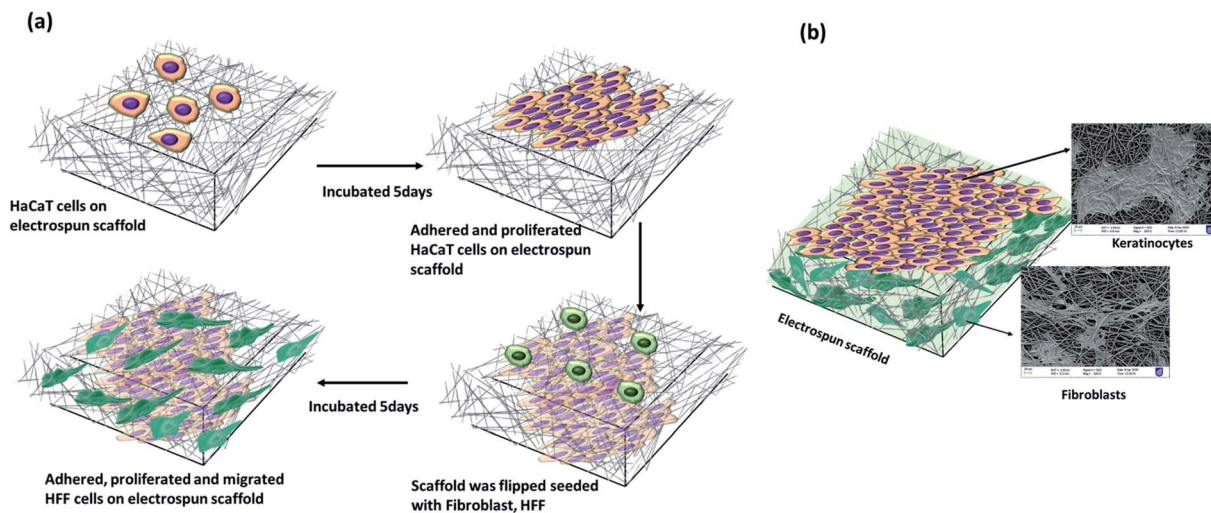 (a)
HaCaT cells on
electrospun scaffold
Incubated 5days
Adhered and proliferated
HaCaT cells on electrospun
scaffold
Scaffold was flipped seeded
with Fibroblast, HFF
Incubated 5days
Adhered, proliferated and migrated
HFF cells on electrospun scaffold
(b)
Keratinocytes
Electrospun scaffold
Fibroblasts